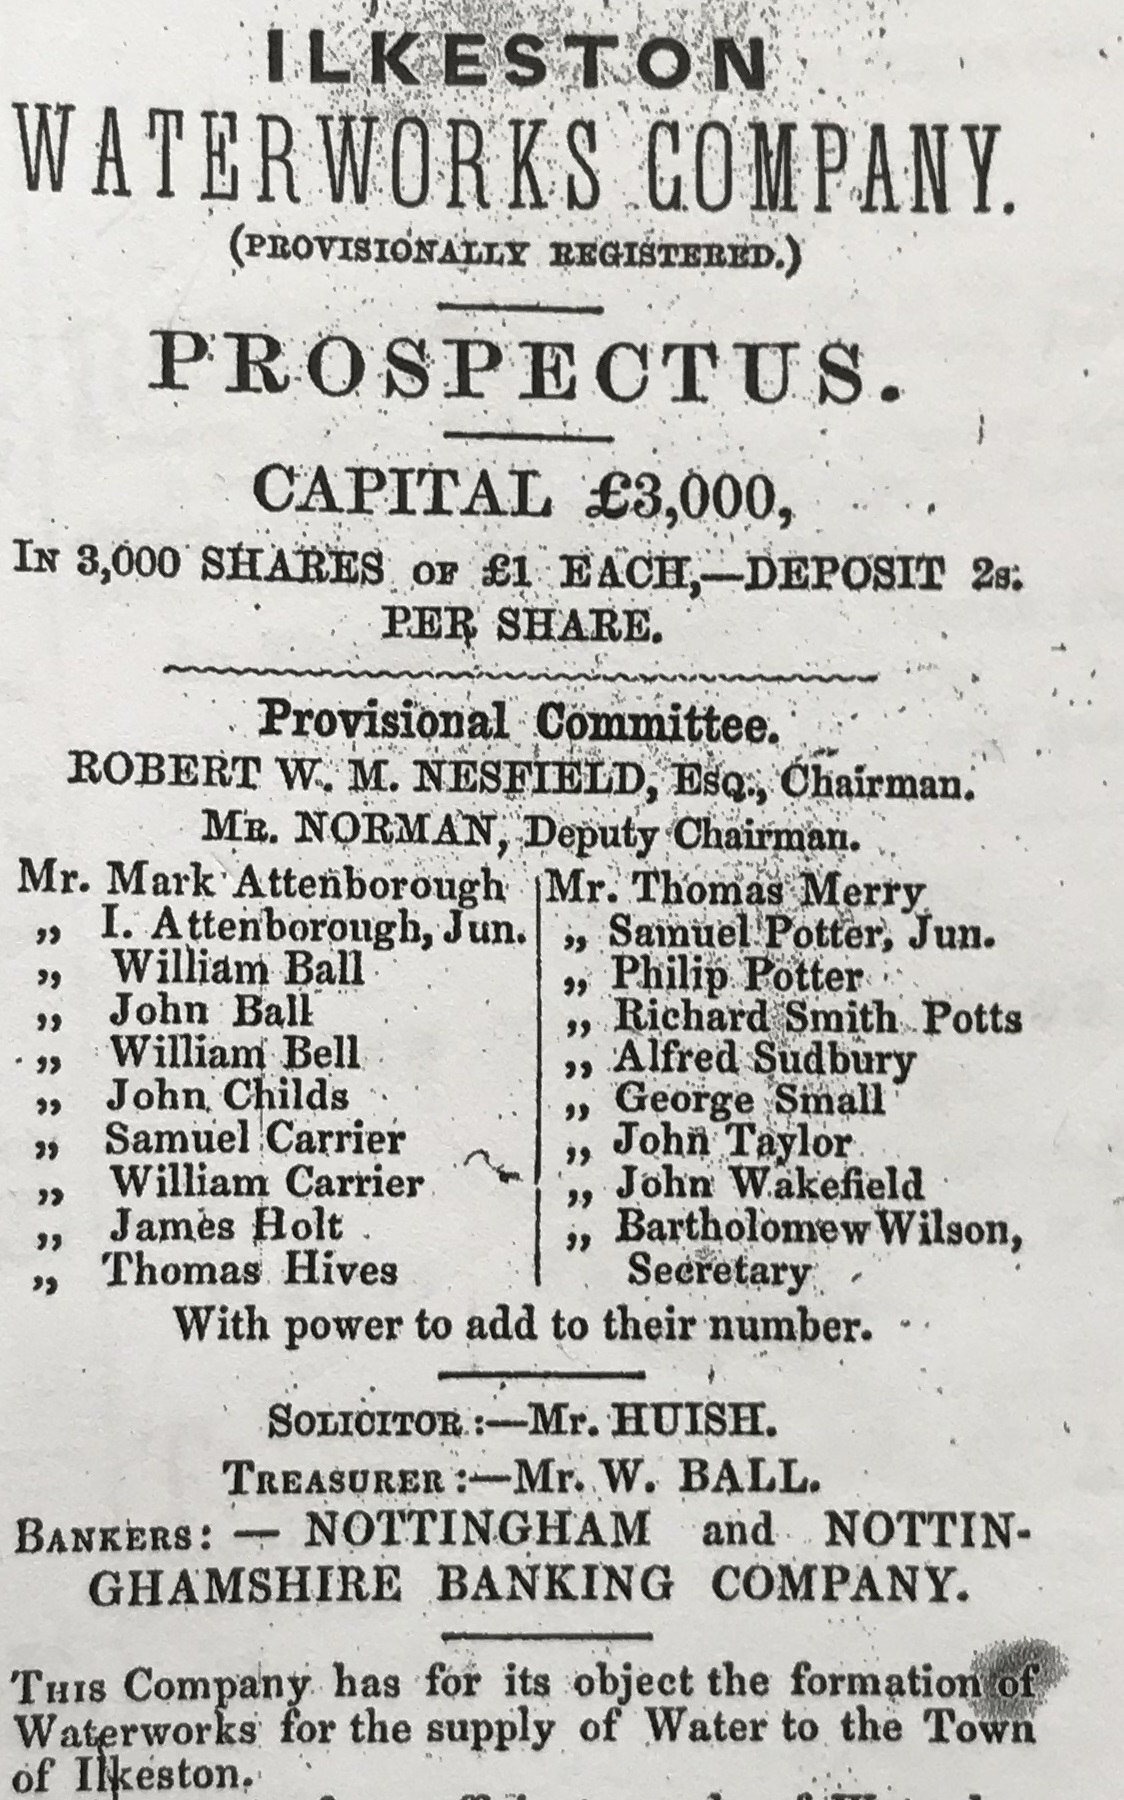 ILKESTON
WATERWORKS COMPANY.
(PROVISIONALLY REGISTERED.)
PROSPECTUS.
CAPITAL £3,000,
IN 3,000 SHARES OF £1 EACH,—DEPOSIT 2s.
PER SHARE.
Provisional Committee.
ROBERT W. M. NESFIELD, ESQ., Chairman.
MR. NORMAN, Deputy Chairman.
Mr. Mark Attenborough
„ I. Attenborough, Jun.
„ William Ball
„ John Ball
„ William Bell
„ John Childs
„ Samuel Carrier
„ William Carrier
„ James Holt
„ Thomas Hives
Mr. Thomas Merry
„ Samuel Potter, Jun.
„ Philip Potter
„ Richard Smith Potts
„ Alfred Sudbury
„ George Small
„ John Taylor
„ John Wakefield
„ Bartholomew Wilson,
Secretary
With power to add to their number.
SOLICITOR:—Mr. HUISH.
TREASURER:—Mr. W. BALL.
BANKERS: — NOTTINGHAM and NOTTIN-
GHAMSHIRE BANKING COMPANY.
THIS Company has for its object the formation of
Waterworks for the supply of Water to the Town
of Ilkeston.